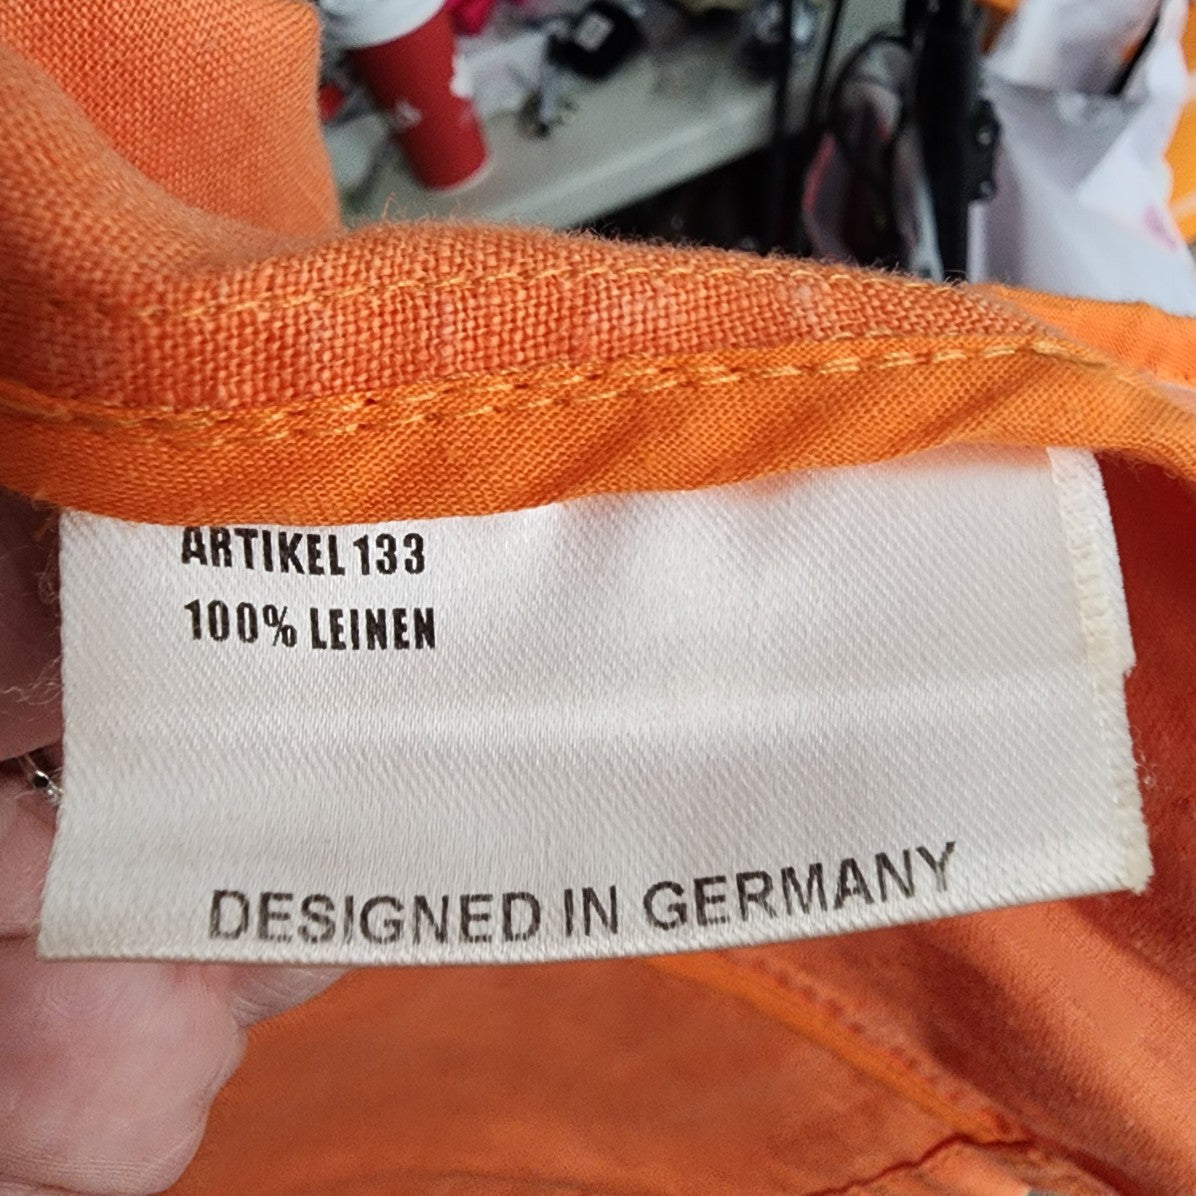 ARTIKEL 133
100% LEINEN
DESIGNED IN GERMANY